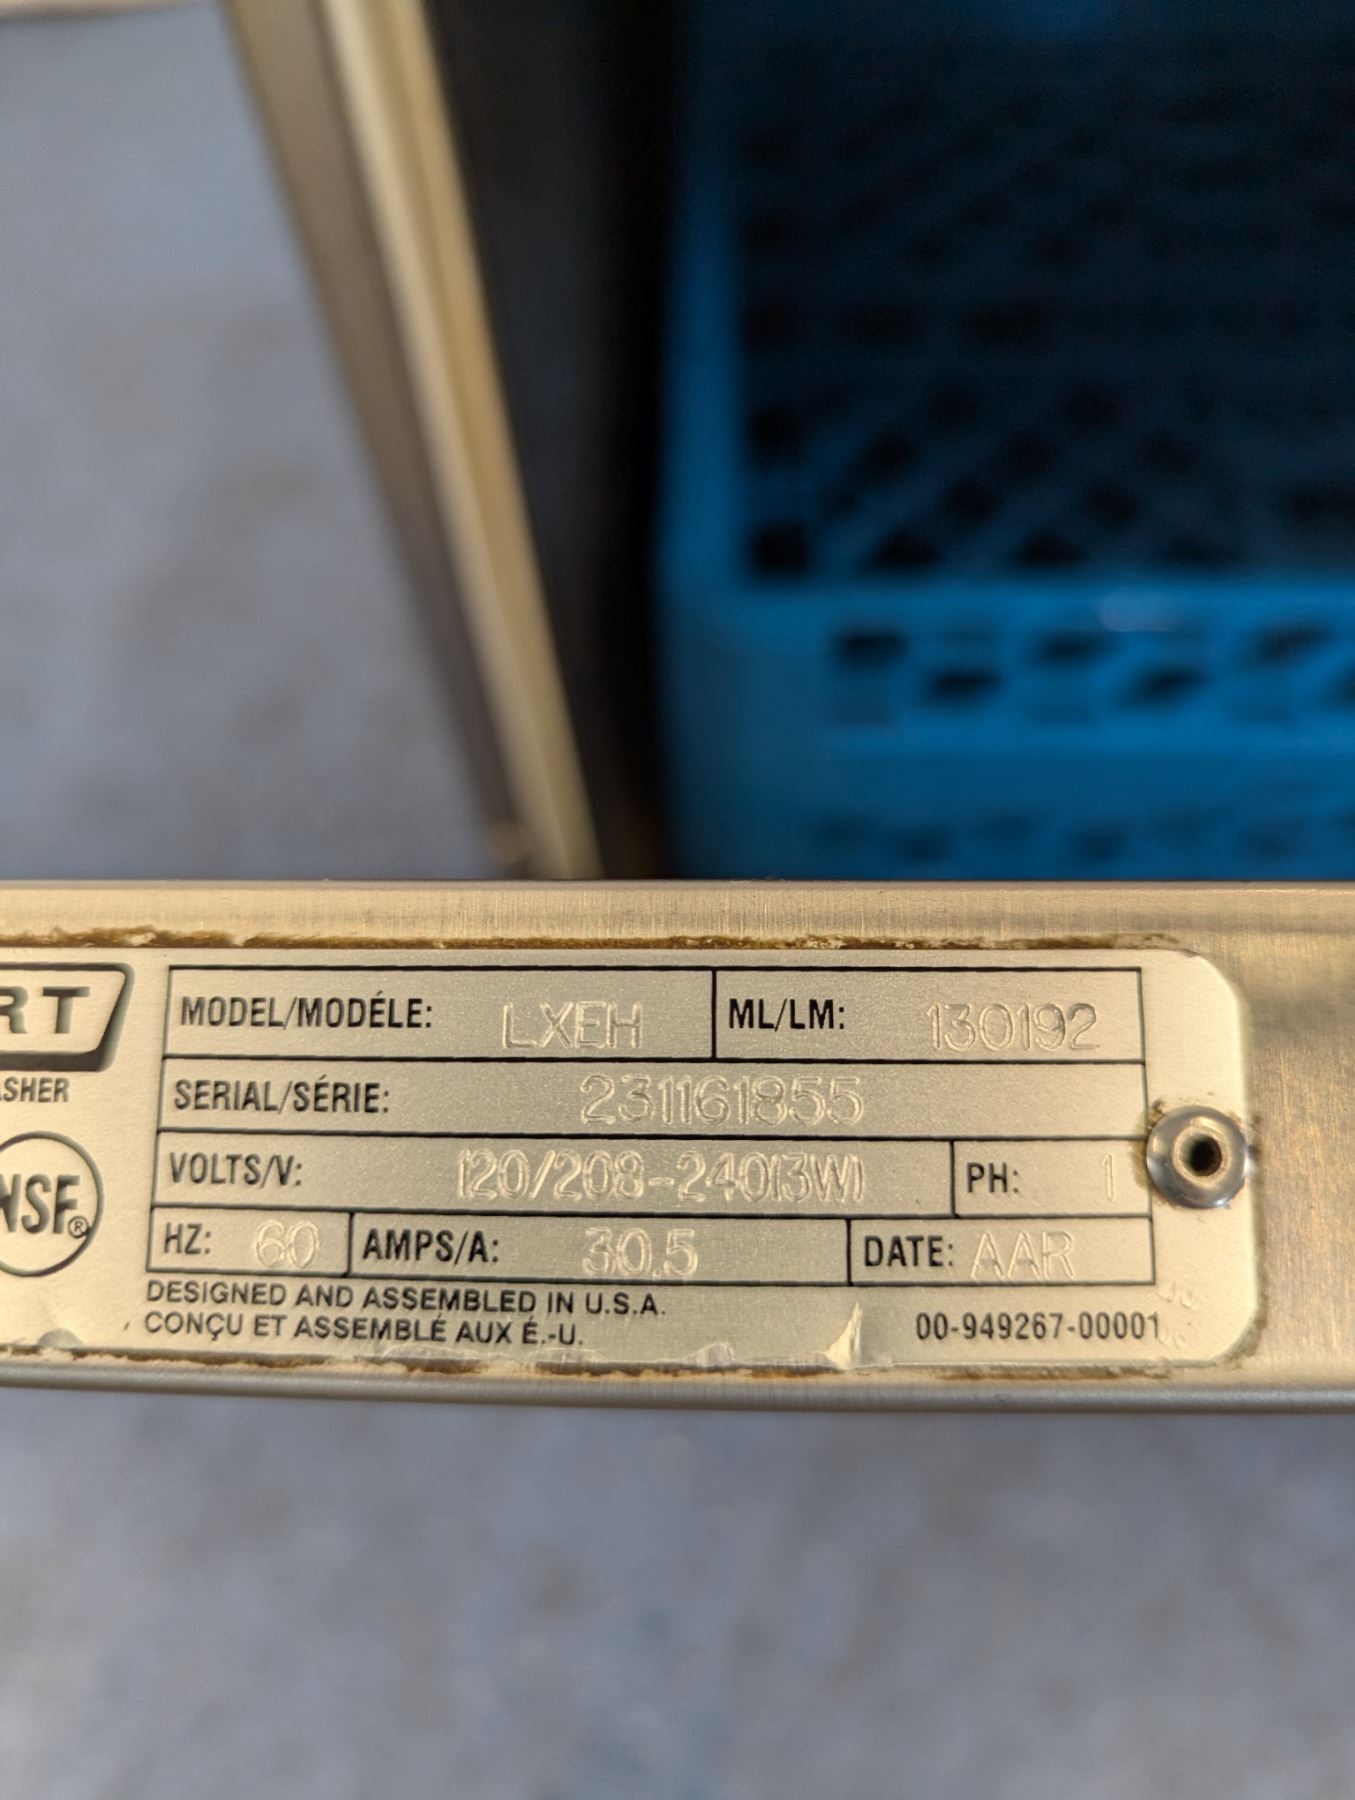 RT
ASHER
NSF®
MODEL/MODÉLE: LXEH ML/LM: 130192
SERIAL/SÉRIE: 231161855
VOLTS/V: 120/208-240(3W) PH: 1
HZ: 60 AMPS/A: 30.5 DATE: AAR
DESIGNED AND ASSEMBLED IN U.S.A.
CONÇU ET ASSEMBLÉ AUX É.-U. 00-949267-00001